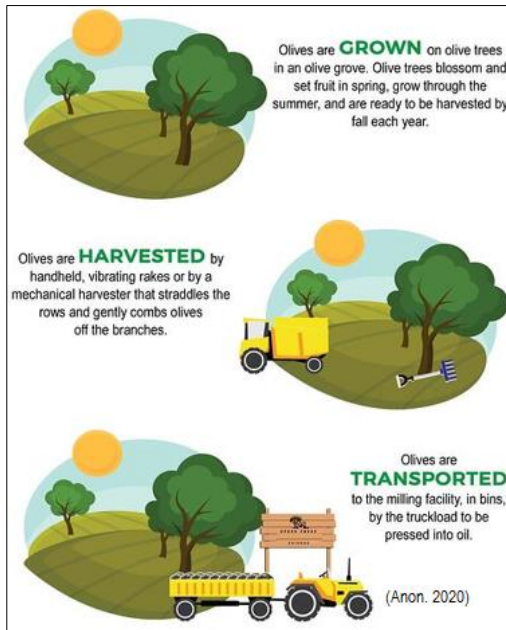 Olives are GROWN on olive trees
in an olive grove. Olive trees blossom and
set fruit in spring, grow through the
summer, and are ready to be harvested by
fall each year.
Olives are HARVESTED by
handheld, vibrating rakes or by a
mechanical harvester that straddles the
rows and gently combs olives
off the branches.
Olives are
TRANSPORTED
to the milling facility, in bins,
by the truckload to be
pressed into oil.
(Anon. 2020)